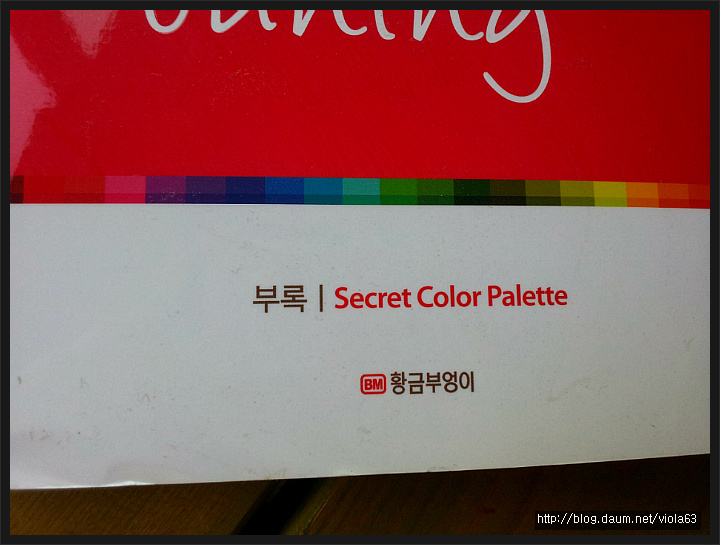 부록 | Secret Color Palette
BM 황금부엉이
http://blog.daum.net/viola63